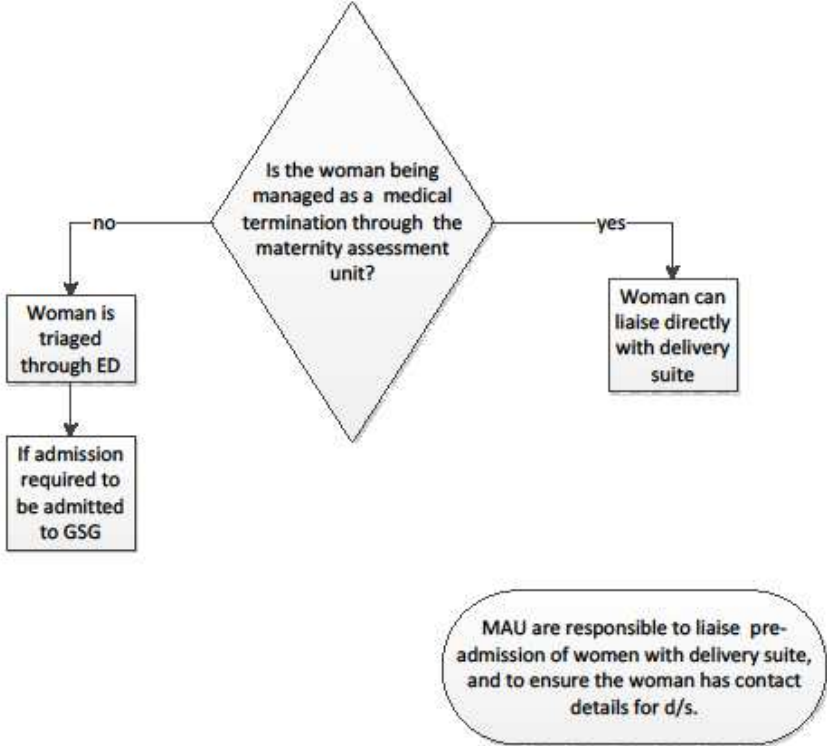 Is the woman being
managed as a medical
termination through the
maternity assessment
unit?
no
yes
Woman is
triaged
through ED
Woman can
liaise directly
with delivery
suite
If admission
required to
be admitted
to GSG
MAU are responsible to liaise pre-
admission of women with delivery suite,
and to ensure the woman has contact
details for d/s.